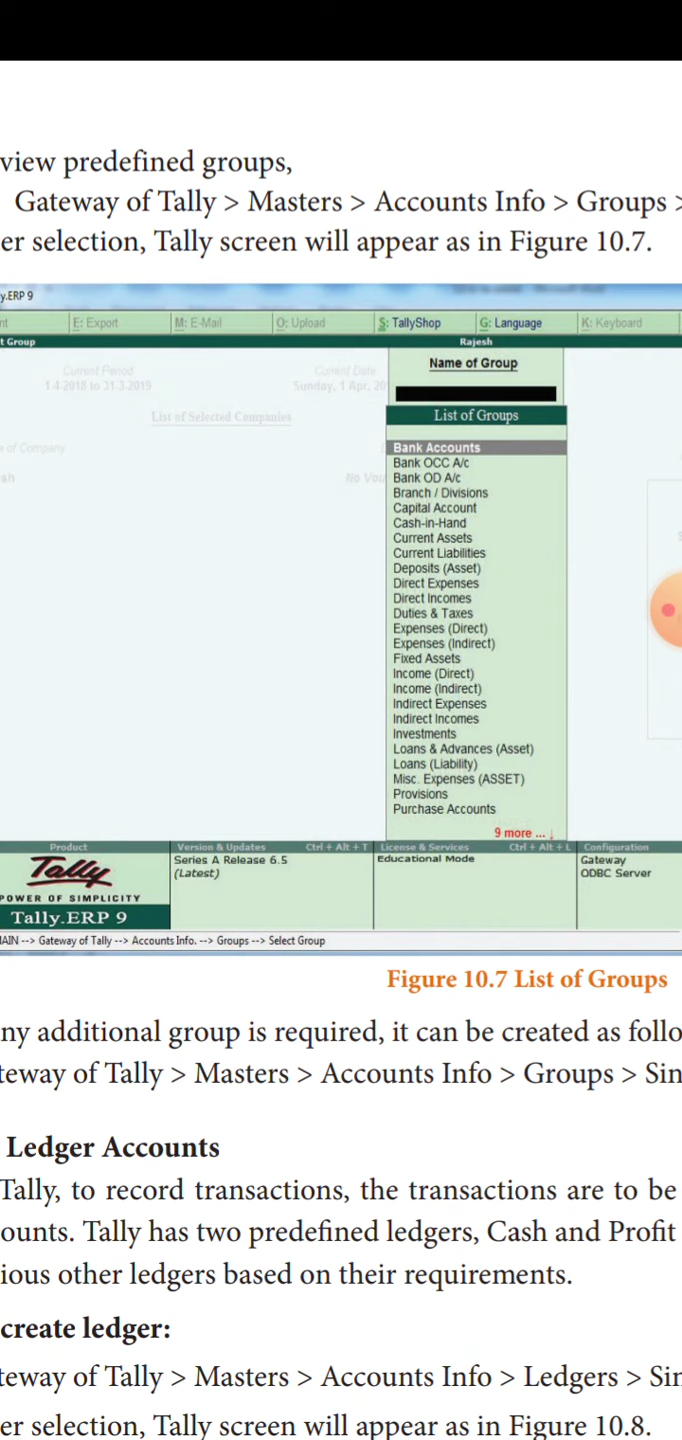 view predefined groups,
Gateway of Tally > Masters > Accounts Info > Groups >
er selection, Tally screen will appear as in Figure 10.7.
y.ERP 9
nt E: Export M: E-Mail O: Upload S: TallyShop G: Language K: Keyboard
t Group Rajesh
Current Period Current Date Name of Group
1-4-2018 to 31-3-2019 Sunday, 1 Apr, 20
List of Selected Companies List of Groups
e of Company
sh No Vou
Bank Accounts
Bank OCC A/c
Bank OD A/c
Branch / Divisions
Capital Account
Cash-in-Hand
Current Assets
Current Liabilities
Deposits (Asset)
Direct Expenses
Direct Incomes
Duties & Taxes
Expenses (Direct)
Expenses (Indirect)
Fixed Assets
Income (Direct)
Income (Indirect)
Indirect Expenses
Indirect Incomes
Investments
Loans & Advances (Asset)
Loans (Liability)
Misc. Expenses (ASSET)
Provisions
Purchase Accounts
9 more ... ↓
Product Version & Updates Ctrl + Alt + T License & Services Ctrl + Alt + L Configuration
Tally Series A Release 6.5 Educational Mode Gateway
(Latest) ODBC Server
POWER OF SIMPLICITY
Tally.ERP 9
AIN --> Gateway of Tally --> Accounts Info. --> Groups --> Select Group
Figure 10.7 List of Groups
ny additional group is required, it can be created as follo
teway of Tally > Masters > Accounts Info > Groups > Sin
Ledger Accounts
Tally, to record transactions, the transactions are to be
ounts. Tally has two predefined ledgers, Cash and Profit
ious other ledgers based on their requirements.
create ledger:
teway of Tally > Masters > Accounts Info > Ledgers > Sin
er selection, Tally screen will appear as in Figure 10.8.